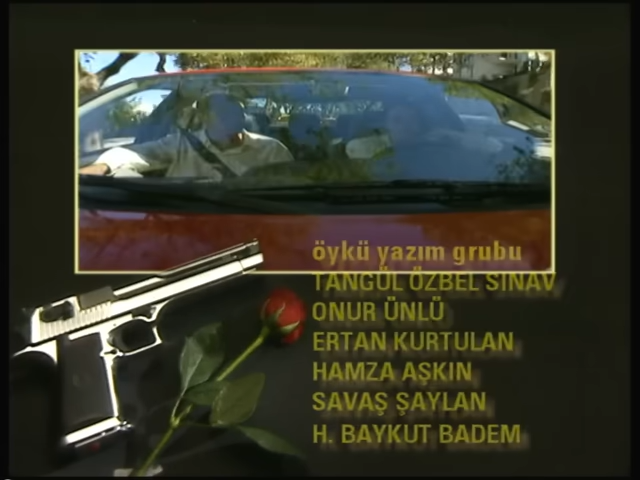 öykü yazım grubu
TANGÜL ÖZBEL SINAV
ONUR ÜNLÜ
ERTAN KURTULAN
HAMZA AŞKIN
SAVAŞ ŞAYLAN
H. BAYKUT BADEM